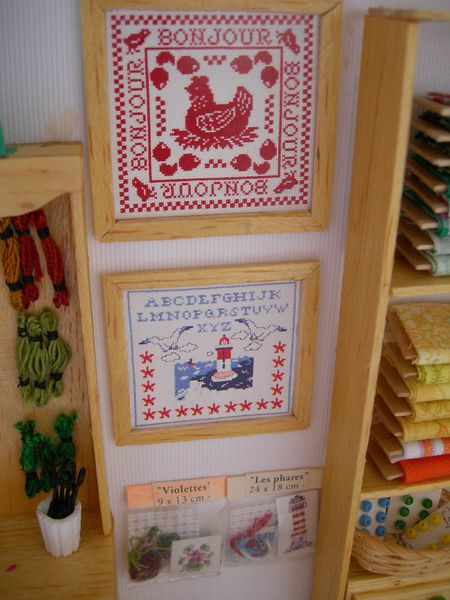 BONJOUR
BONJOUR
BONJOUR
BONJOUR
ABCDEFGHIJK
LMNOPQRSTUVW
XYZ
"Violettes"
9 x 13 cm -
"Les phares"
24 x 18 cm -